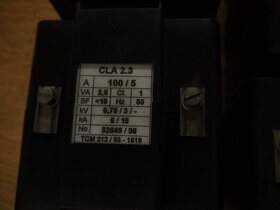 CLA 2.3
A 100 / 5
VA 2,5 Cl. 1
SF <10 Hz 50
kV 0,75 / 3 / -
kA 6 / 15
No. 52649 / 96
TCM 212 / 93 - 1619